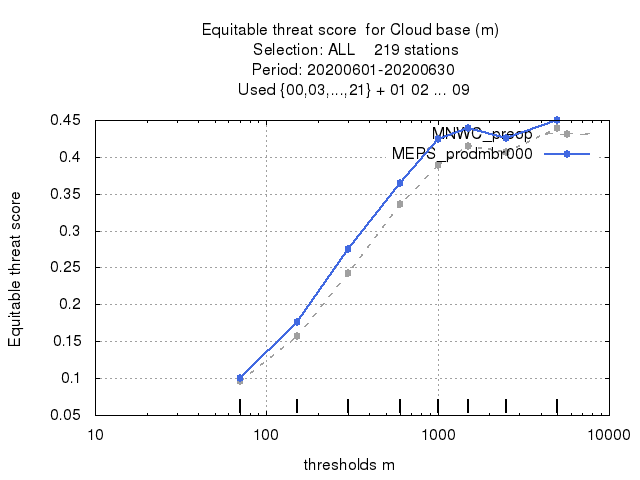 Equitable threat score  for Cloud base (m)
Selection: ALL    219 stations
Period: 20200601-20200630
Used {00,03,...,21} + 01 02 ... 09
Equitable threat score
0.45
0.4
0.35
0.3
0.25
0.2
0.15
0.1
0.05
MNWC_preop
MEPS_prodmbr000
10
100
1000
10000
thresholds m